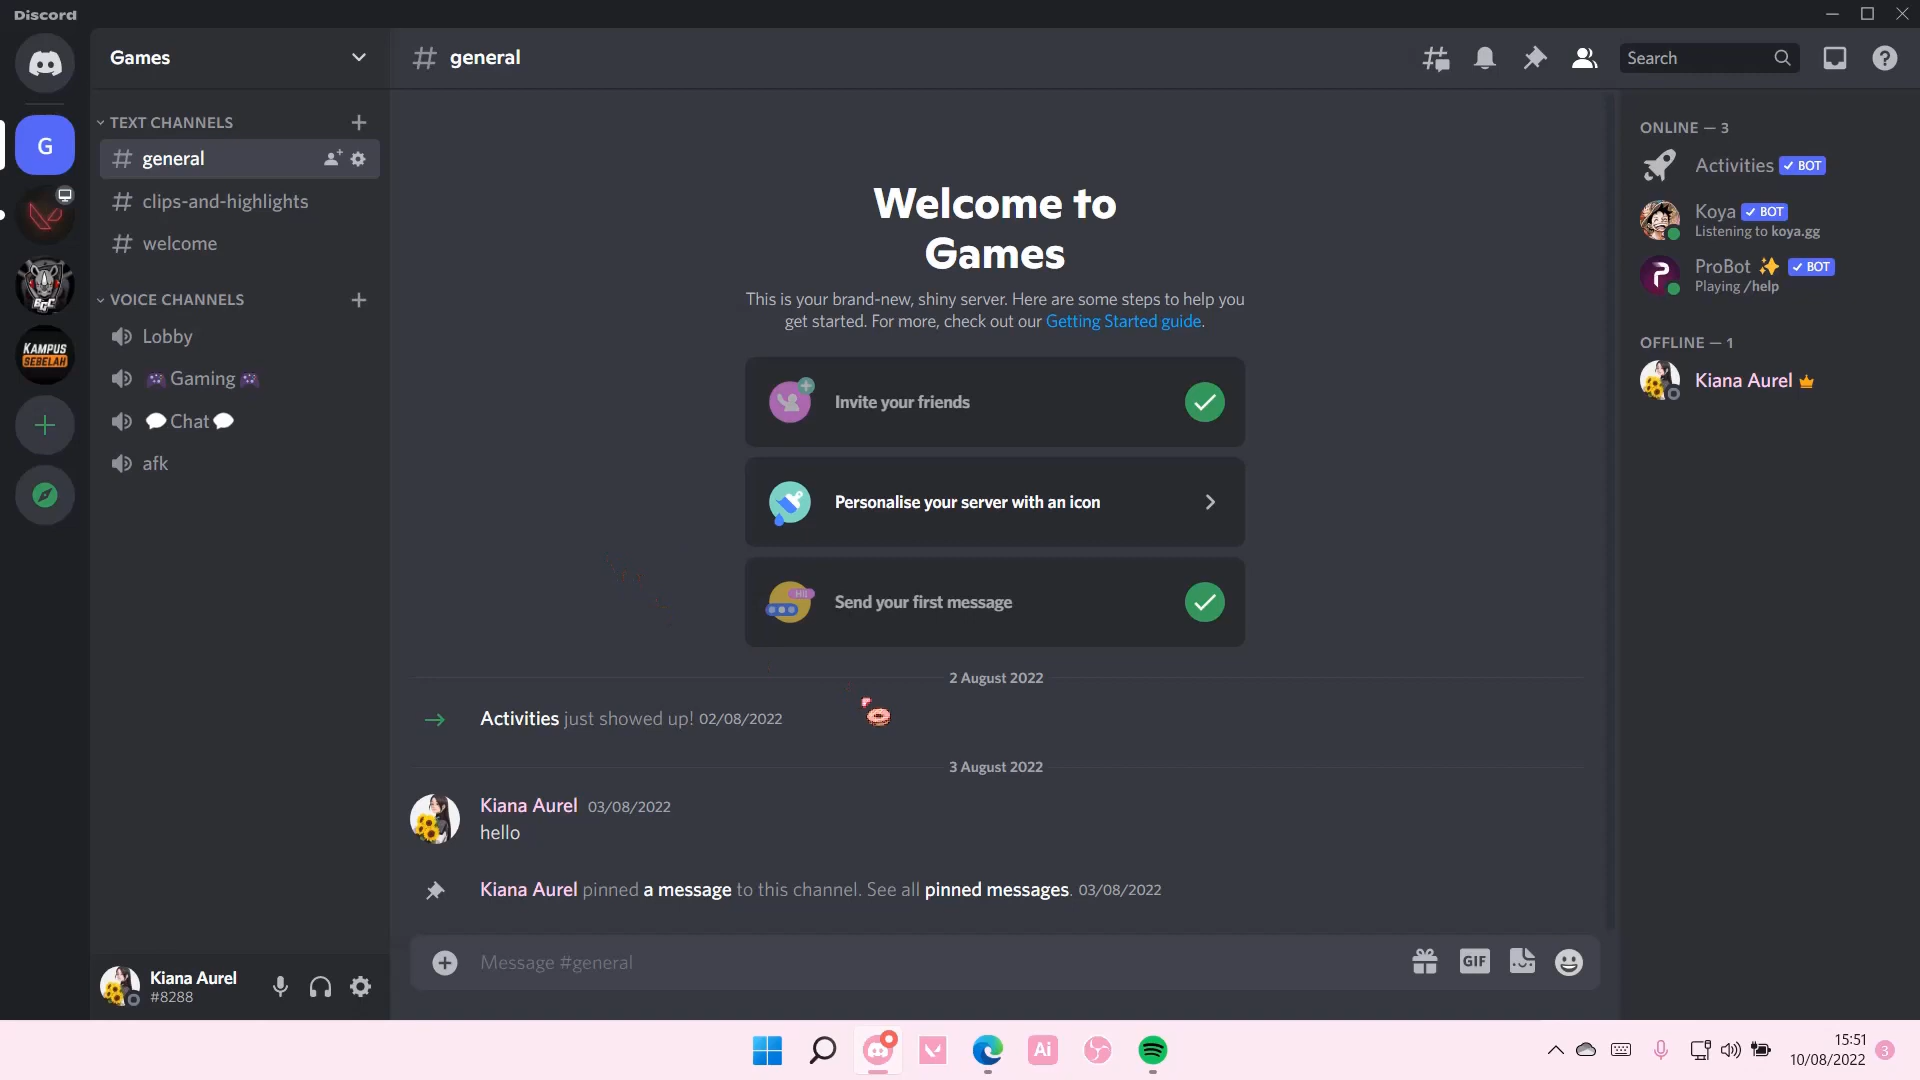 Discord
Games
general
Search
TEXT CHANNELS
general
clips-and-highlights
welcome
VOICE CHANNELS
Lobby
🎮 Gaming 🎮
💬 Chat 💬
afk
G
BGC
KAMPUS
SEBELAH
Welcome to
Games
This is your brand-new, shiny server. Here are some steps to help you
get started. For more, check out our Getting Started guide.
Invite your friends
Personalise your server with an icon
HI!
Send your first message
2 August 2022
Activities just showed up! 02/08/2022
3 August 2022
Kiana Aurel 03/08/2022
hello
Kiana Aurel pinned a message to this channel. See all pinned messages. 03/08/2022
Message #general
GIF
ONLINE — 3
Activities ✓ BOT
Koya ✓ BOT
Listening to koya.gg
ProBot ✨ ✓ BOT
Playing /help
OFFLINE — 1
Kiana Aurel
Kiana Aurel
#8288
Ai
15:51
10/08/2022
3